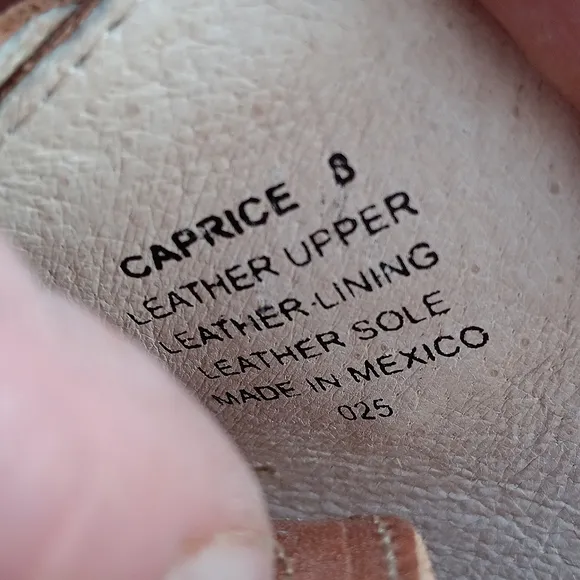 CAPRICE 8
LEATHER UPPER
LEATHER-LINING
LEATHER SOLE
MADE IN MEXICO
025